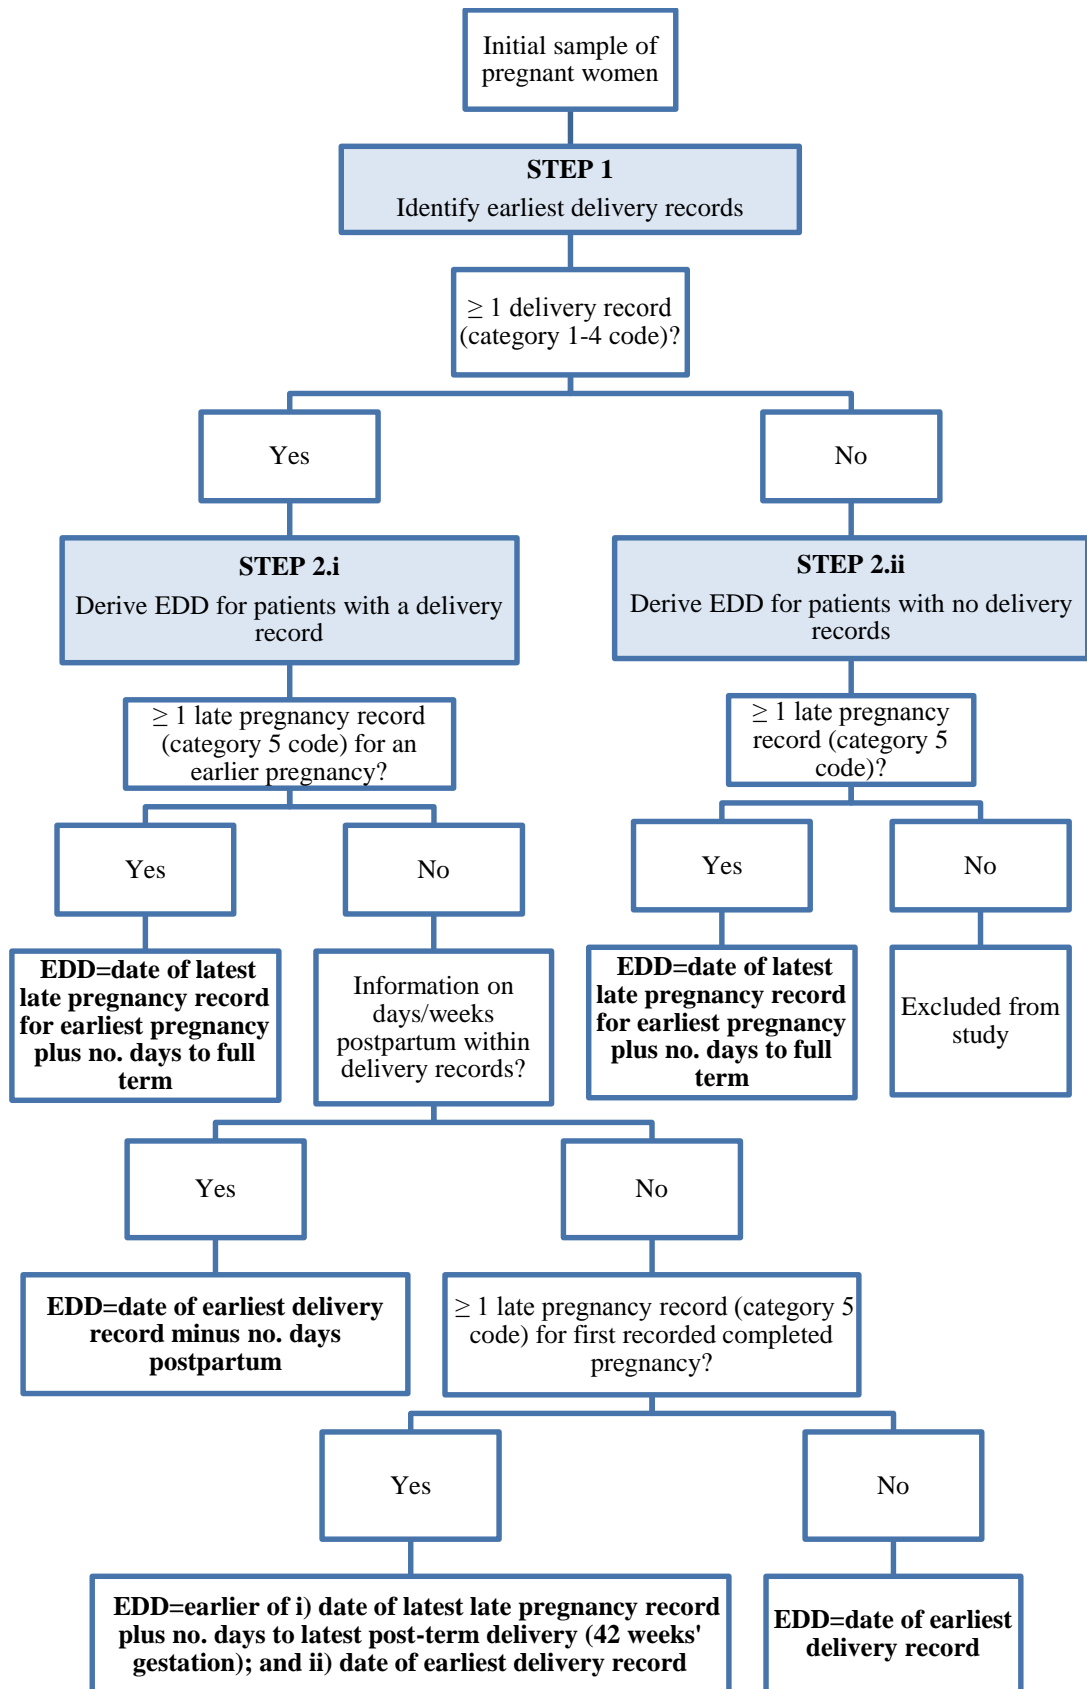 Initial sample of
pregnant women
STEP 1
Identify earliest delivery records
≥ 1 delivery record
(category 1-4 code)?
Yes
No
STEP 2.i
Derive EDD for patients with a delivery
record
STEP 2.ii
Derive EDD for patients with no delivery
records
≥ 1 late pregnancy record
(category 5 code) for an
earlier pregnancy?
≥ 1 late pregnancy
record (category 5
code)?
Yes
No
Yes
No
EDD=date of latest
late pregnancy record
for earliest pregnancy
plus no. days to full
term
Information on
days/weeks
postpartum within
delivery records?
EDD=date of latest
late pregnancy record
for earliest pregnancy
plus no. days to full
term
Excluded from
study
Yes
No
EDD=date of earliest delivery
record minus no. days
postpartum
≥ 1 late pregnancy record (category 5
code) for first recorded completed
pregnancy?
Yes
No
EDD=earlier of i) date of latest late pregnancy record
plus no. days to latest post-term delivery (42 weeks'
gestation); and ii) date of earliest delivery record
EDD=date of earliest
delivery record